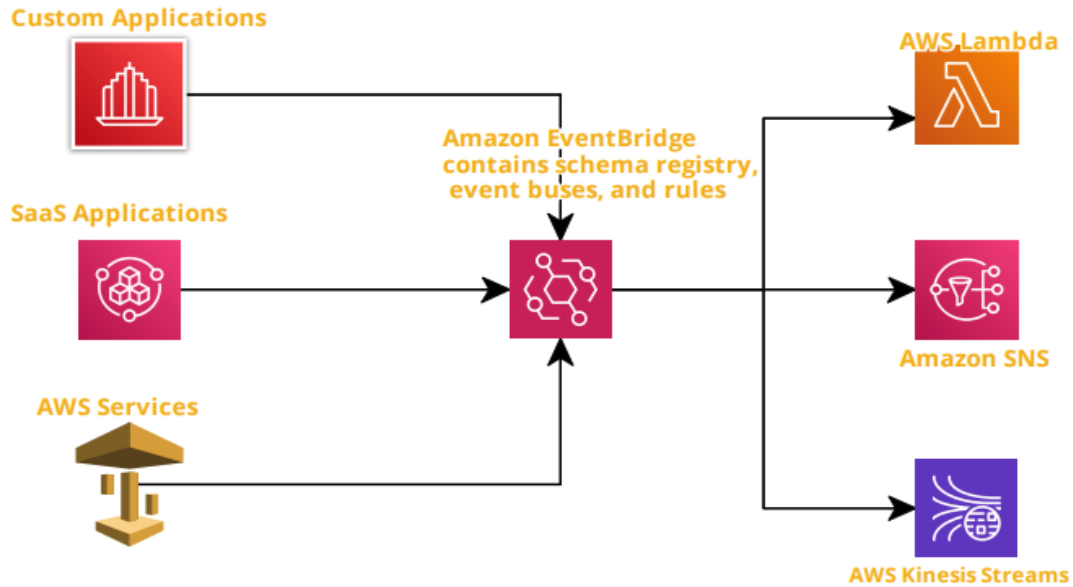 Custom Applications
AWS Lambda
Amazon EventBridge
contains schema registry,
event buses, and rules
SaaS Applications
Amazon SNS
AWS Services
AWS Kinesis Streams